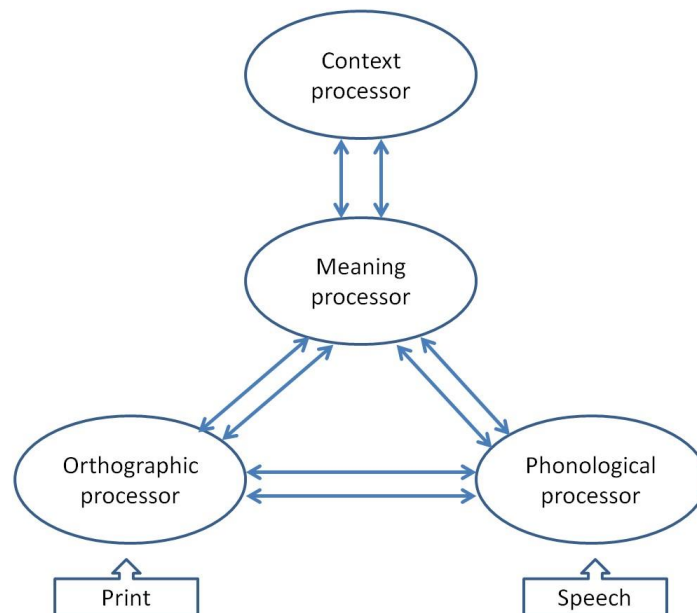 Context
processor
Meaning
processor
Orthographic
processor
Phonological
processor
Print
Speech